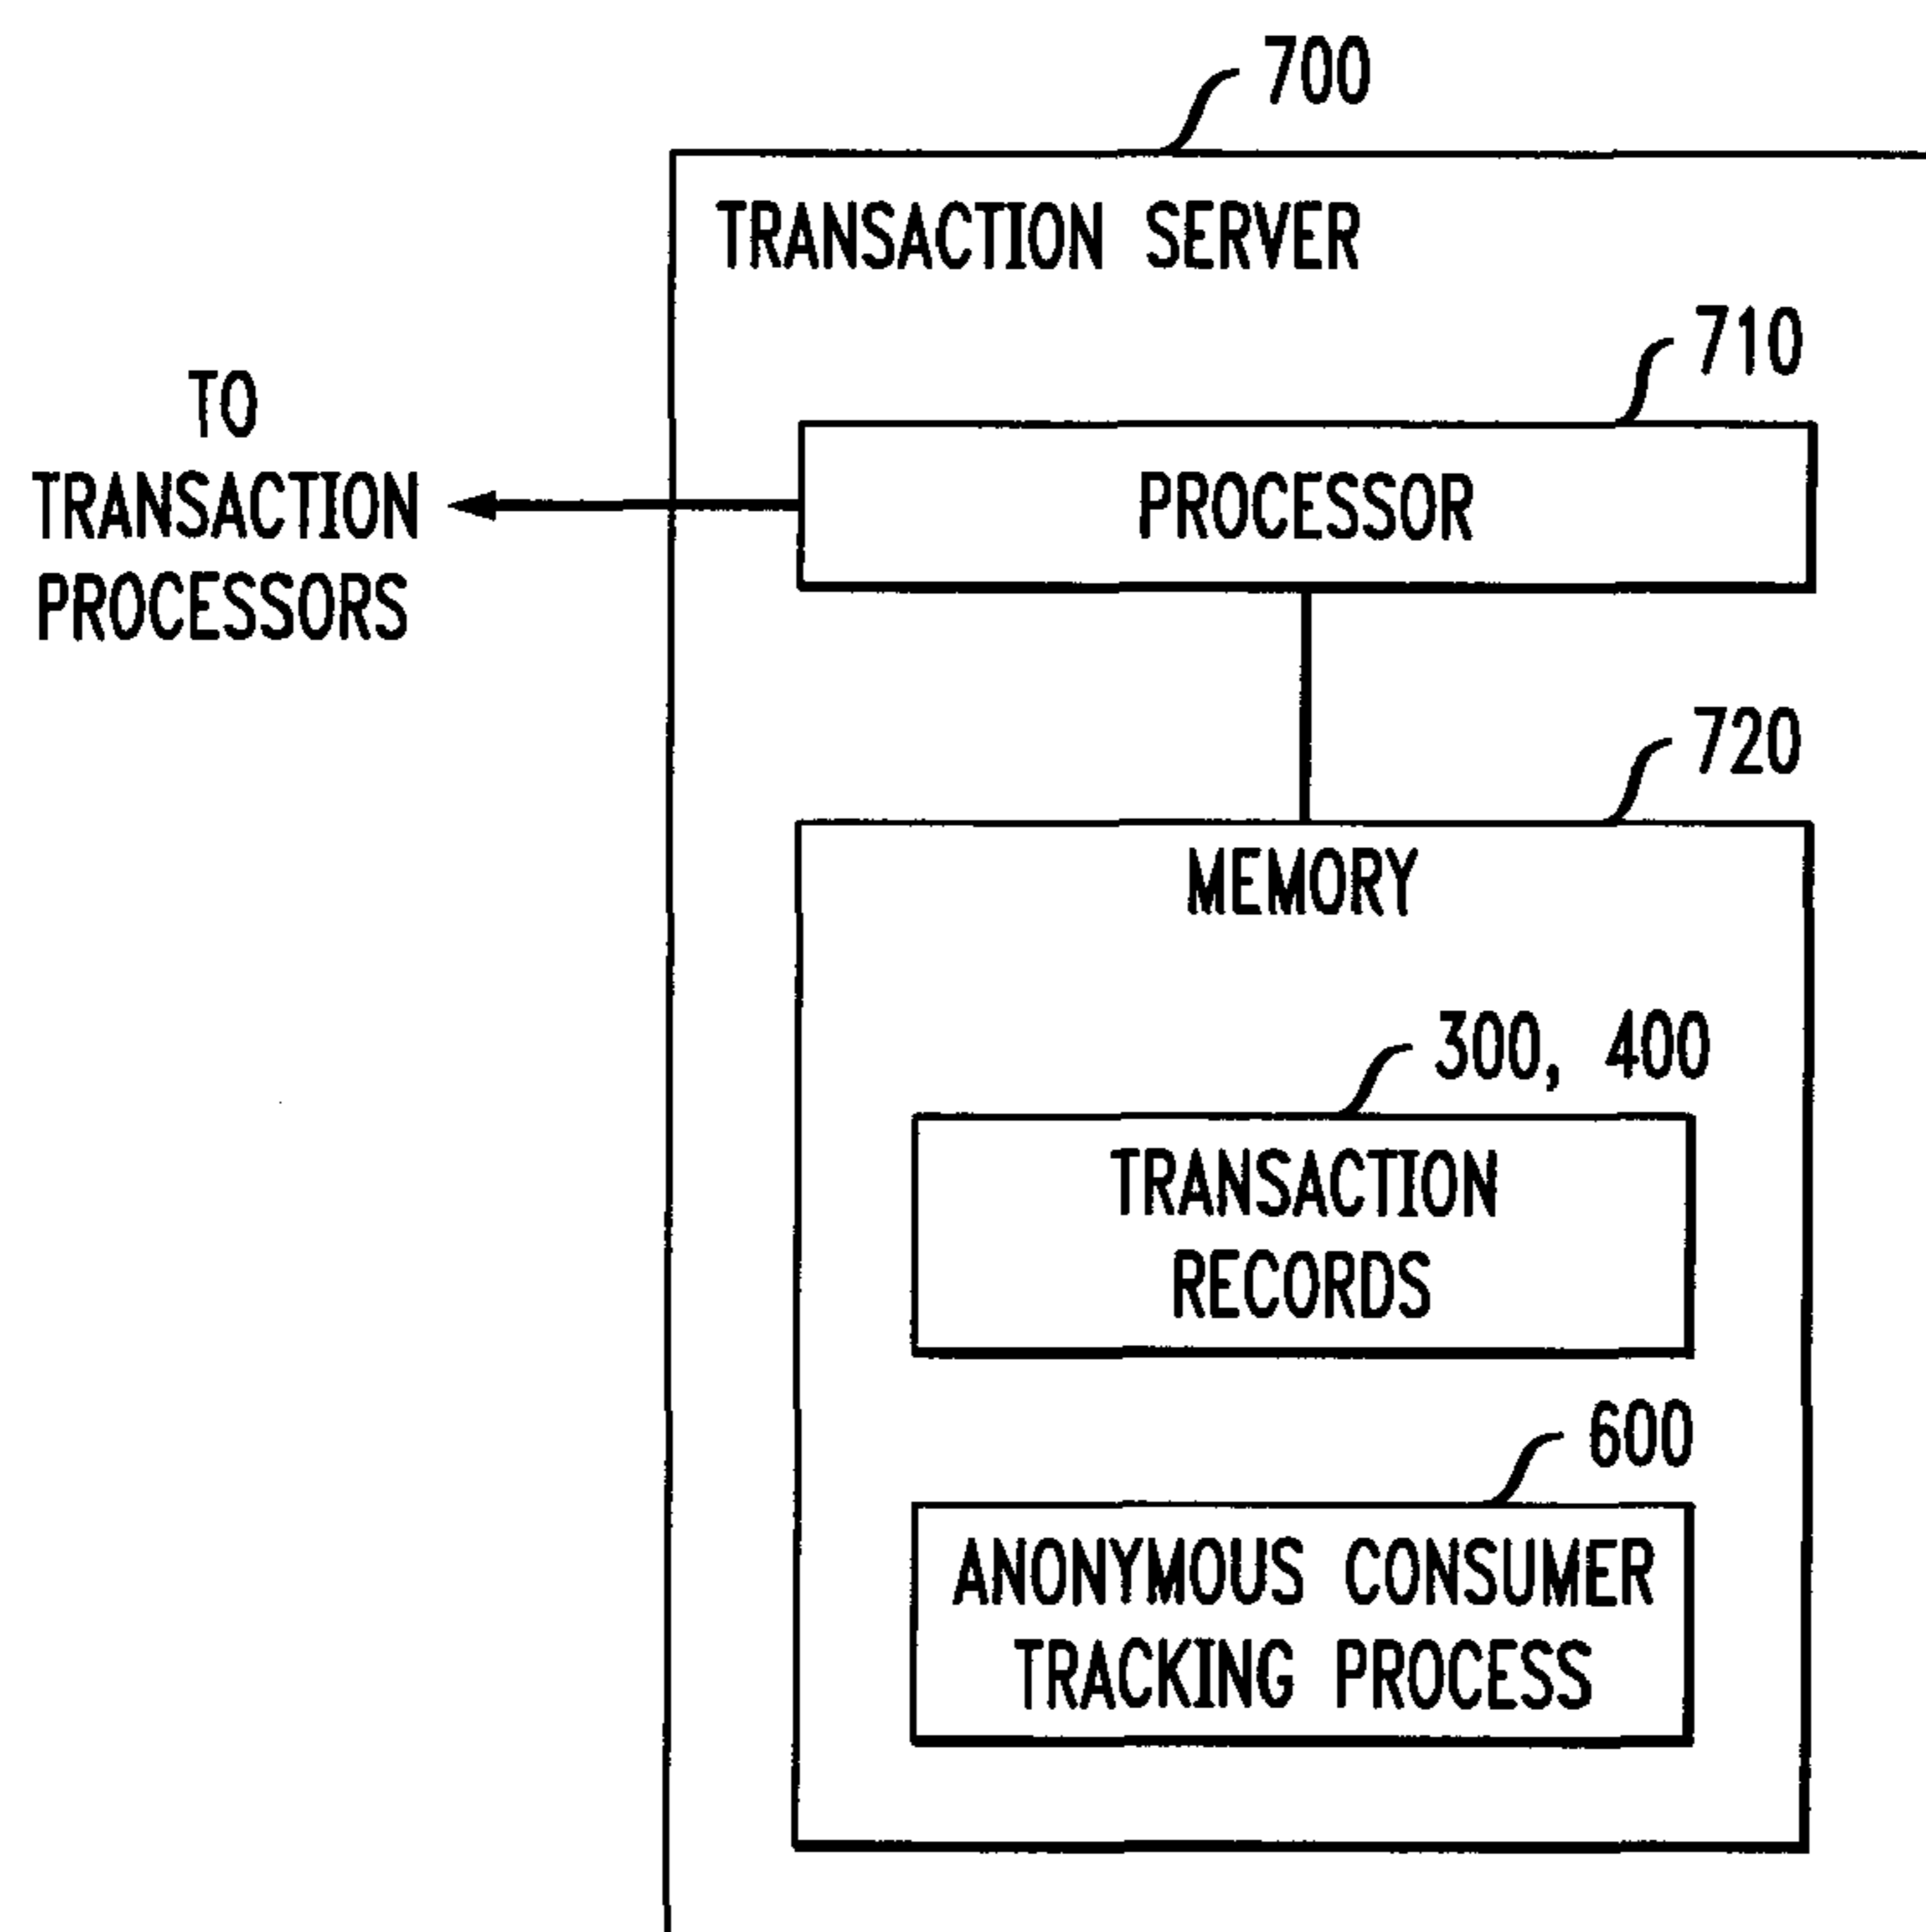 700
TRANSACTION SERVER
710
TO
TRANSACTION
PROCESSORS
PROCESSOR
720
MEMORY
300, 400
TRANSACTION
RECORDS
600
ANONYMOUS CONSUMER
TRACKING PROCESS